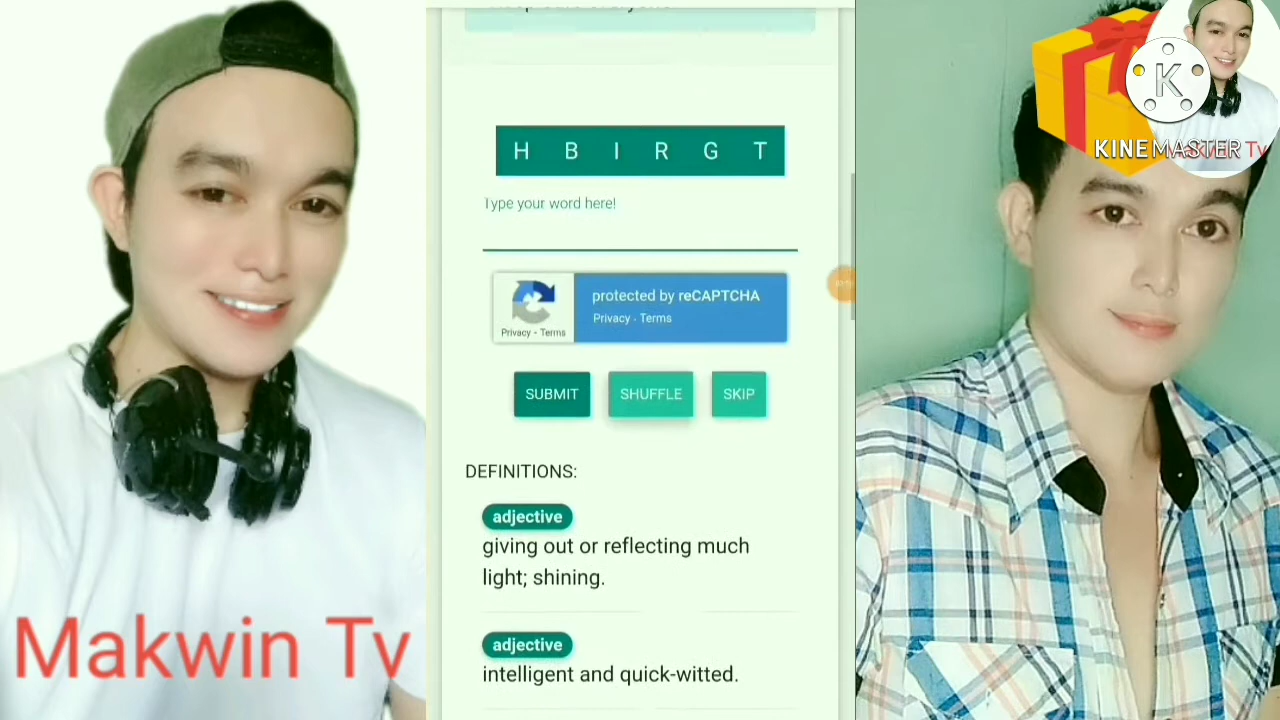 H B I R G T
Type your word here!
protected by reCAPTCHA
Privacy - Terms
Privacy - Terms
SUBMIT
SHUFFLE
SKIP
DEFINITIONS:
adjective
giving out or reflecting much
light; shining.
adjective
intelligent and quick-witted.
Makwin Tv
K
KINEMASTER
Tv